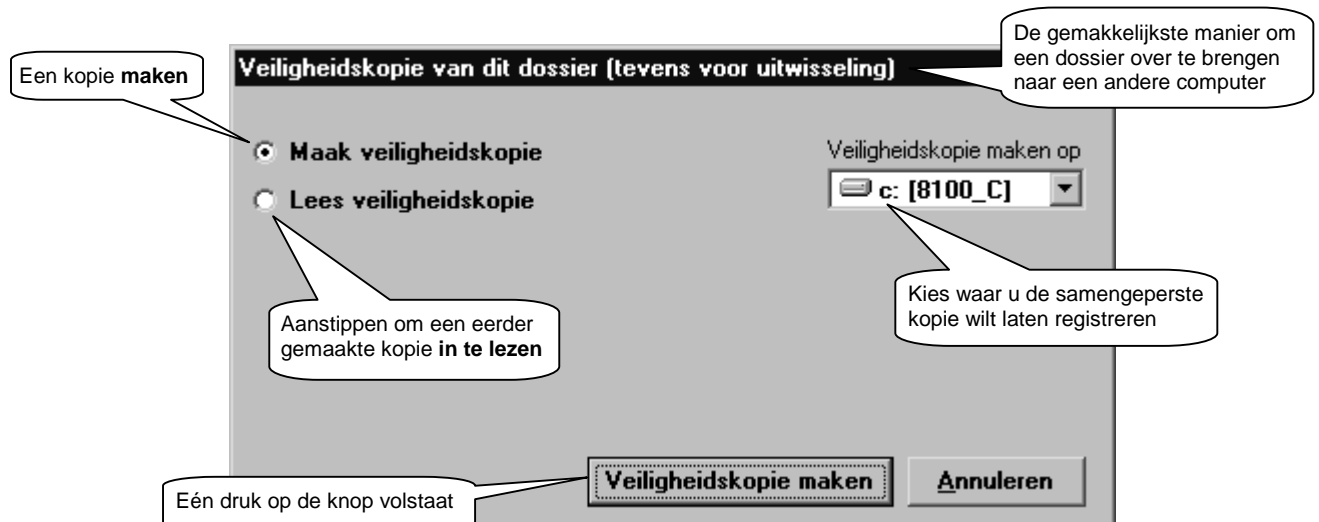 De gemakkelijkste manier om
een dossier over te brengen
naar een andere computer
Een kopie maken
Veiligheidskopie van dit dossier (tevens voor uitwisseling)
Maak veiligheidskopie
Lees veiligheidskopie
Veiligheidskopie maken op
c: [8100_C]
Kies waar u de samengeperste
kopie wilt laten registreren
Aanstippen om een eerder
gemaakte kopie in te lezen
Veiligheidskopie maken
Annuleren
Eén druk op de knop volstaat